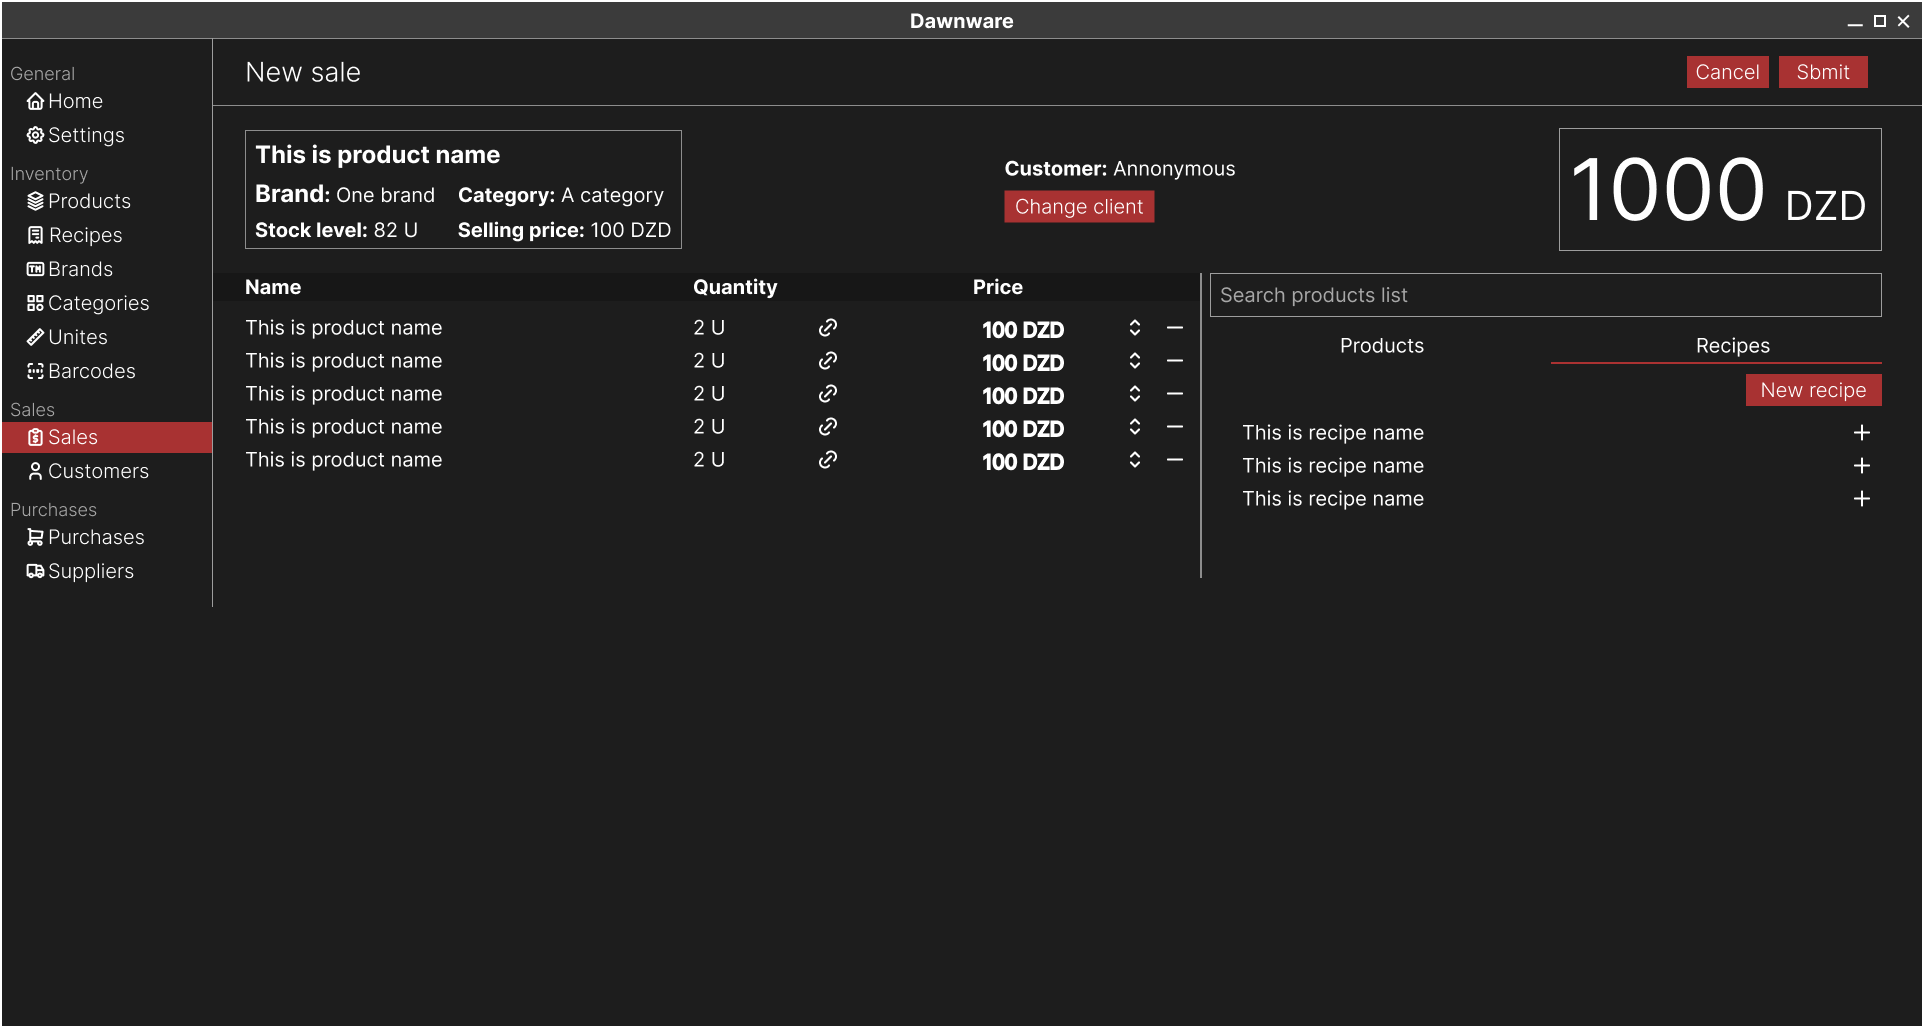 Dawnware
General
Home
Settings
Inventory
Products
Recipes
Brands
Categories
Unites
Barcodes
Sales
Sales
Customers
Purchases
Purchases
Suppliers
New sale
Cancel
Sbmit
This is product name
Brand: One brand
Category: A category
Stock level: 82 U
Selling price: 100 DZD
Customer: Annonymous
Change client
1000 DZD
Name Quantity Price
This is product name 2 U 100 DZD
This is product name 2 U 100 DZD
This is product name 2 U 100 DZD
This is product name 2 U 100 DZD
This is product name 2 U 100 DZD
Search products list
Products Recipes
New recipe
This is recipe name
This is recipe name
This is recipe name